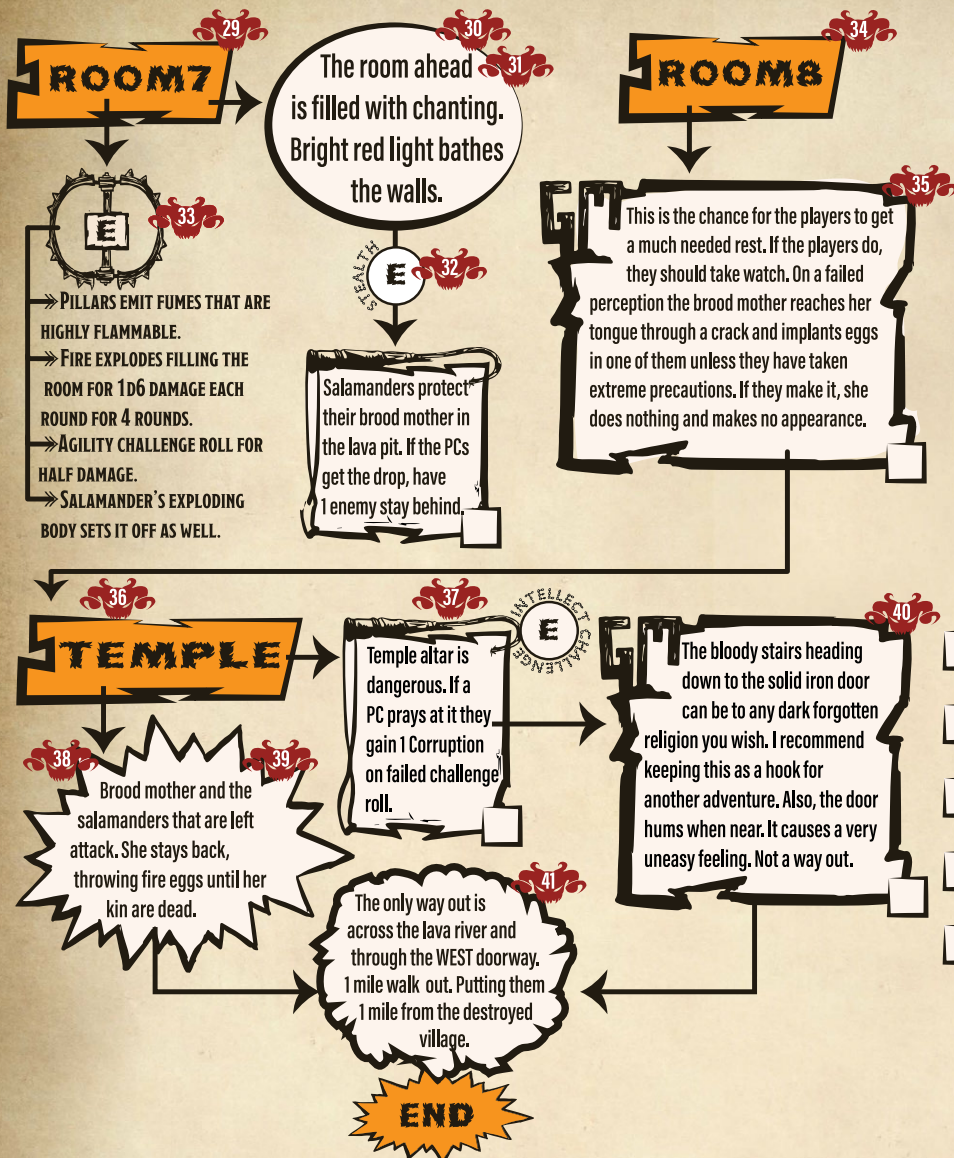 29
ROOM7
30
31
The room ahead
is filled with chanting.
Bright red light bathes
the walls.
33
E
»PILLARS EMIT FUMES THAT ARE
HIGHLY FLAMMABLE.
»FIRE EXPLODES FILLING THE
ROOM FOR 1D6 DAMAGE EACH
ROUND FOR 4 ROUNDS.
»AGILITY CHALLENGE ROLL FOR
HALF DAMAGE.
»SALAMANDER'S EXPLODING
BODY SETS IT OFF AS WELL.
STEALTH
E
32
Salamanders protect
their brood mother in
the lava pit. If the PCs
get the drop, have
1 enemy stay behind.
34
ROOM8
35
GM
This is the chance for the players to get
a much needed rest. If the players do,
they should take watch. On a failed
perception the brood mother reaches her
tongue through a crack and implants eggs
in one of them unless they have taken
extreme precautions. If they make it, she
does nothing and makes no appearance.
36
TEMPLE
37
INTELLECT CHALLENGE
E
Temple altar is
dangerous. If a
PC prays at it they
gain 1 Corruption
on failed challenge
roll.
38
39
Brood mother and the
salamanders that are left
attack. She stays back,
throwing fire eggs until her
kin are dead.
40
GM
The bloody stairs heading
down to the solid iron door
can be to any dark forgotten
religion you wish. I recommend
keeping this as a hook for
another adventure. Also, the door
hums when near. It causes a very
uneasy feeling. Not a way out.
41
The only way out is
across the lava river and
through the WEST doorway.
1 mile walk out. Putting them
1 mile from the destroyed
village.
END